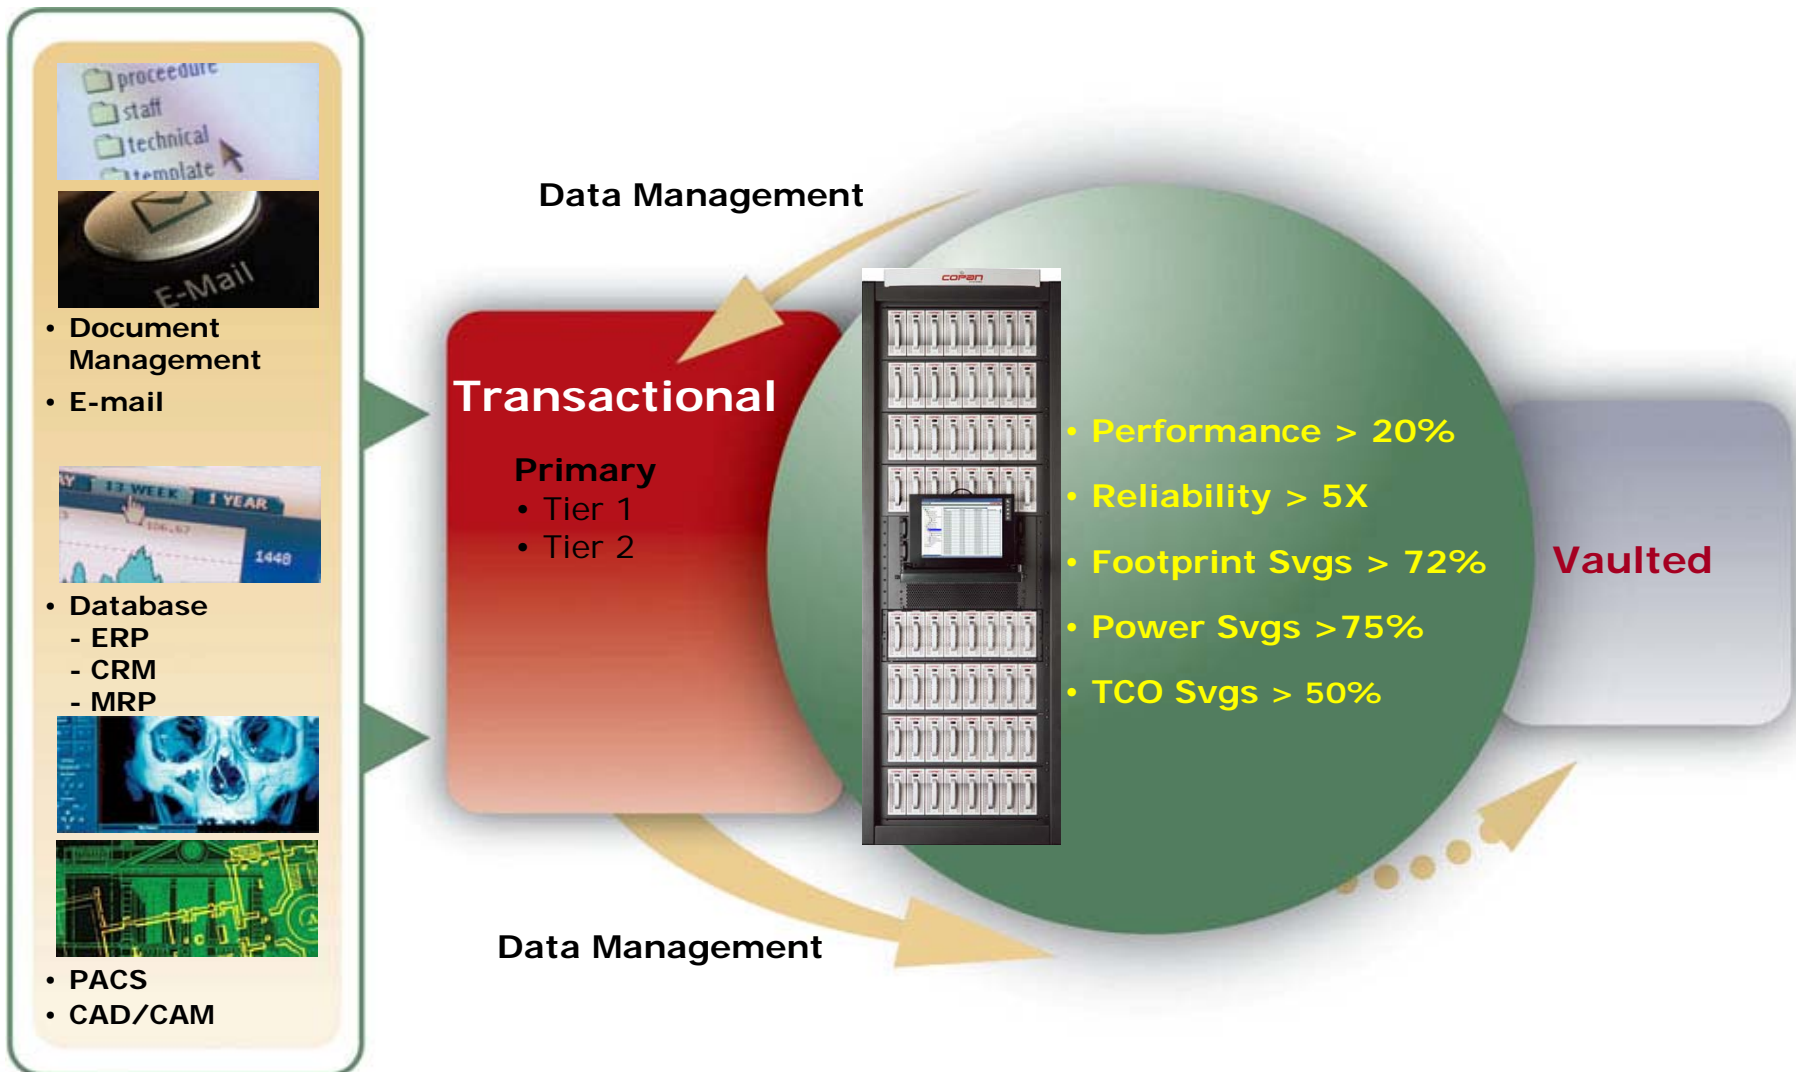 proceedure
staff
technical
template
E-Mail
• Document
Management
• E-mail
13 WEEK
1 YEAR
106.67
1448
• Database
- ERP
- CRM
- MRP
• PACS
• CAD/CAM
Data Management
Transactional
Primary
• Tier 1
• Tier 2
COPAN
• Performance > 20%
• Reliability > 5X
• Footprint Svgs > 72%
• Power Svgs >75%
• TCO Svgs > 50%
Vaulted
Data Management